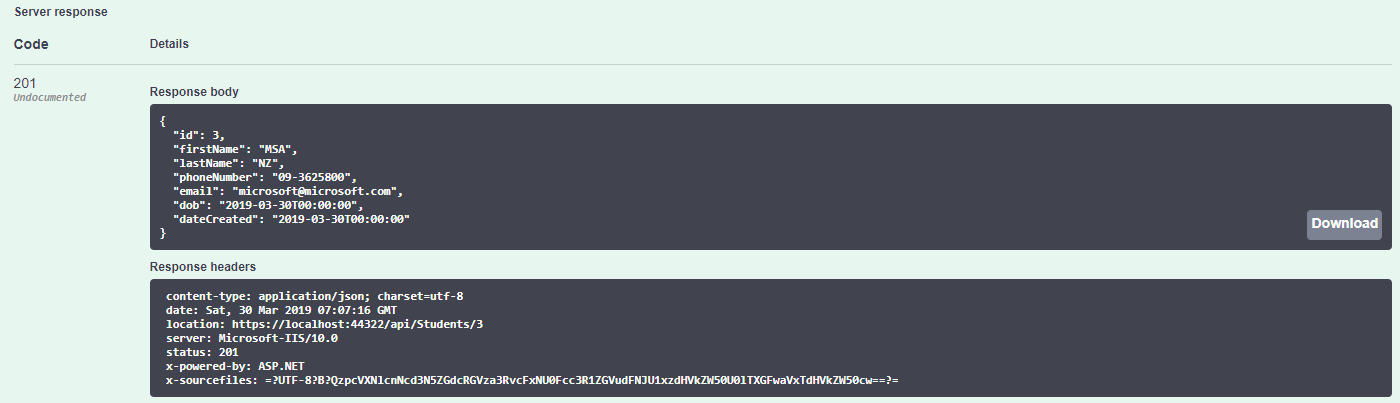 Server response
Code Details
201
Undocumented
Response body
{
"id": 3,
"firstName": "MSA",
"lastName": "NZ",
"phoneNumber": "09-3625800",
"email": "microsoft@microsoft.com",
"dob": "2019-03-30T00:00:00",
"dateCreated": "2019-03-30T00:00:00"
}
Download
Response headers
content-type: application/json; charset=utf-8
date: Sat, 30 Mar 2019 07:07:16 GMT
location: https://localhost:44322/api/Students/3
server: Microsoft-IIS/10.0
status: 201
x-powered-by: ASP.NET
x-sourcefiles: =?UTF-8?B?QzpcVXNlcnNcd3N5ZGdcRGVza3RvcFxNU0Fcc3R1ZGVudFNJU1xzdHVkZW50U0lTXGFwaVxTdHVkZW50cw==?=